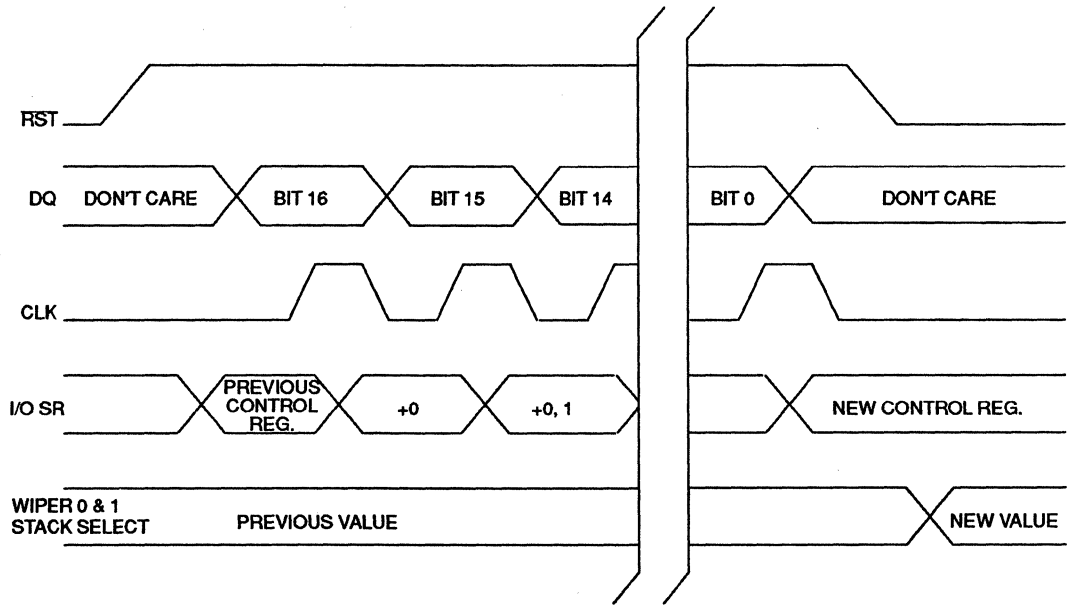 RST
DQ DON'T CARE BIT 16 BIT 15 BIT 14 BIT 0 DON'T CARE
CLK
I/O SR PREVIOUS CONTROL REG. +0 +0, 1 NEW CONTROL REG.
WIPER 0 & 1
STACK SELECT PREVIOUS VALUE NEW VALUE